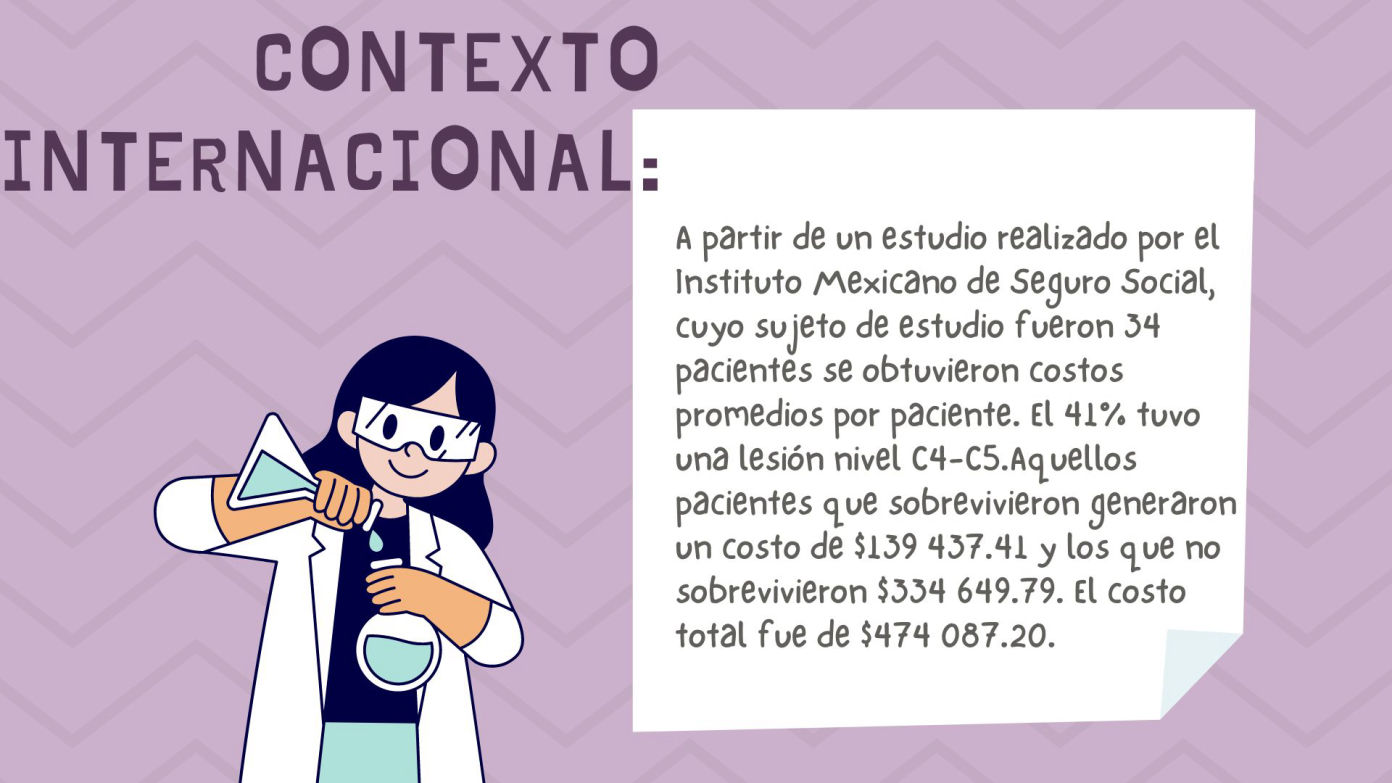 CONTEXTO
INTERNACIONAL:
A partir de un estudio realizado por el
Instituto Mexicano de Seguro Social,
cuyo sujeto de estudio fueron 34
pacientes se obtuvieron costos
promedios por paciente. El 41% tuvo
una lesión nivel C4-C5.Aquellos
pacientes que sobrevivieron generaron
un costo de $139 437.41 y los que no
sobrevivieron $334 649.79. El costo
total fue de $474 087.20.